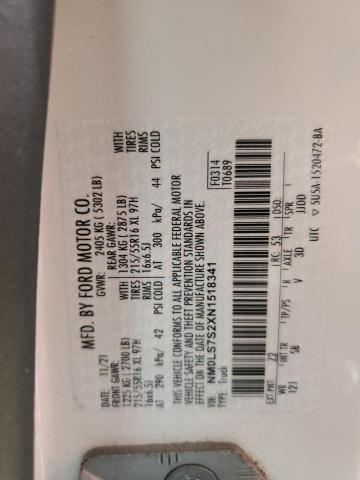 MFD. BY FORD MOTOR CO.
DATE: 11/21 GVWR: 2405 KG ( 5302 LB)
FRONT GAWR: REAR GAWR: WITH
1225 KG (2700 LB) 1304 KG (2875 LB) TIRES
215/55R16 XL 97H WITH TIRES 215/55R16 XL 97H RIMS
16x6.5J RIMS 16x6.5J
AT 290 kPa/ 42 PSI COLD AT 300 kPa/ 44 PSI COLD
THIS VEHICLE CONFORMS TO ALL APPLICABLE FEDERAL MOTOR
VEHICLE SAFETY AND THEFT PREVENTION STANDARDS IN
EFFECT ON THE DATE OF MANUFACTURE SHOWN ABOVE.
VIN: NM0LS7S2XN1518341
TYPE: Truck
F0314
T0689
EXT PNT: Z2 RC: 53 DSO:
WB INT TR TP/PS R AXLE TR SPR
121 SB V 3D JJDD
UTC ▽ 5U5A-1520472-BA